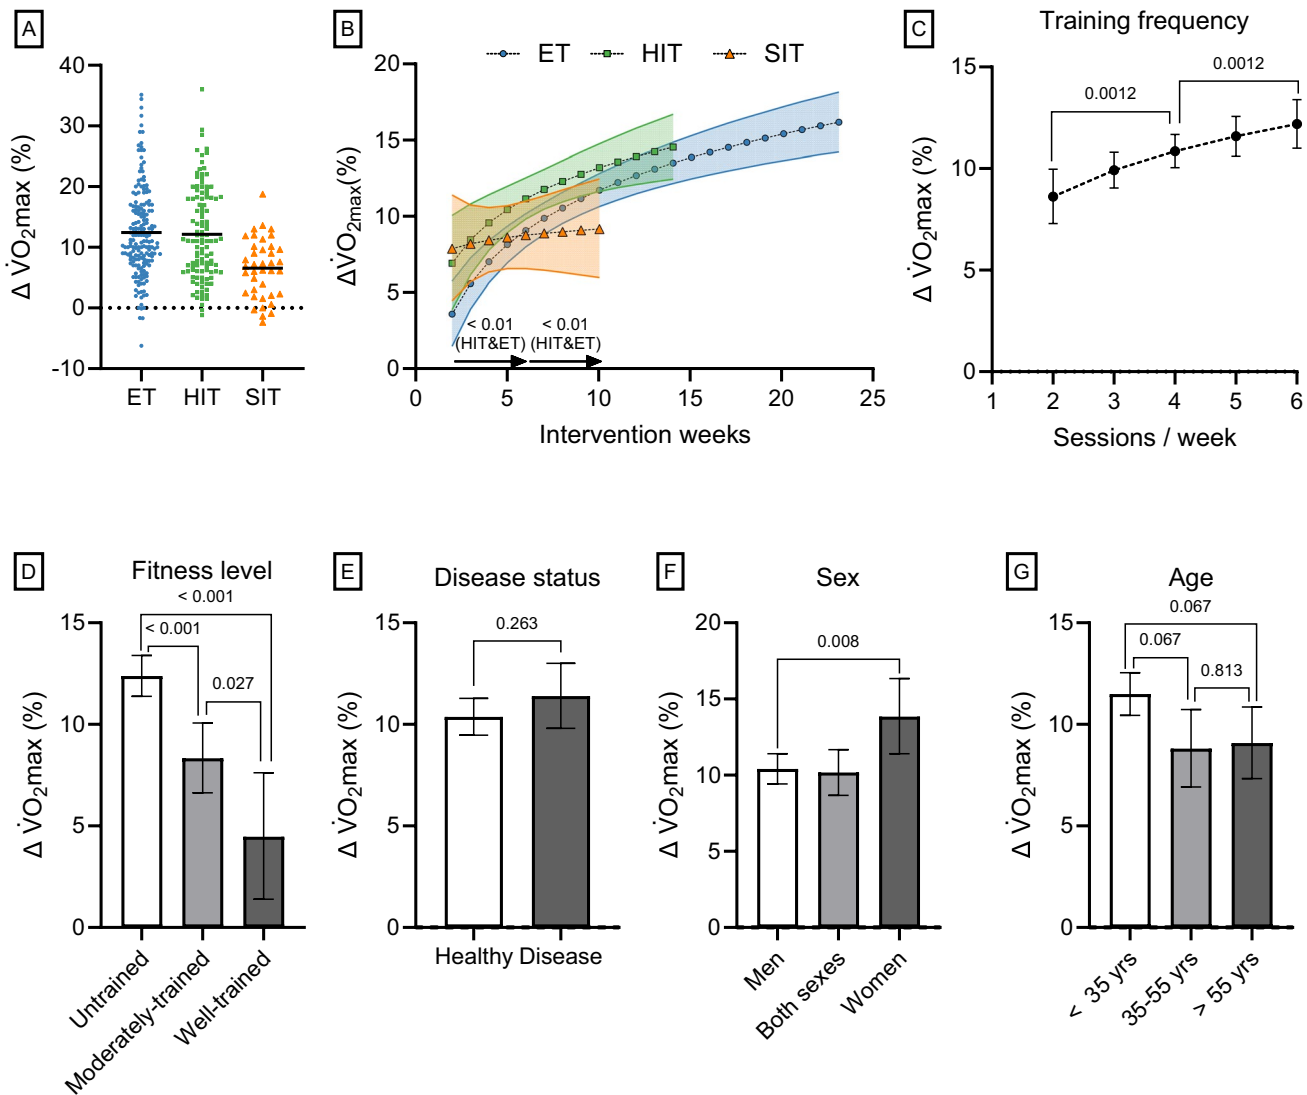 A
Δ V̇O2max (%)
40
30
20
10
0
-10
ET HIT SIT
B
ET HIT SIT
ΔV̇O2max(%)
20
15
10
5
0
< 0.01 < 0.01
(HIT&ET) (HIT&ET)
0 5 10 15 20 25
Intervention weeks
C
Training frequency
Δ V̇O2max (%)
15
10
5
0
0.0012
0.0012
1 2 3 4 5 6
Sessions / week
D
Fitness level
< 0.001
< 0.001
0.027
Δ V̇O2max (%)
15
10
5
0
Untrained
Moderately-trained
Well-trained
E
Disease status
0.263
Δ V̇O2max (%)
15
10
5
0
Healthy Disease
F
Sex
0.008
Δ V̇O2max (%)
20
15
10
5
0
Men
Both sexes
Women
G
Age
0.067
0.067
0.813
Δ V̇O2max (%)
15
10
5
0
< 35 yrs
35-55 yrs
> 55 yrs